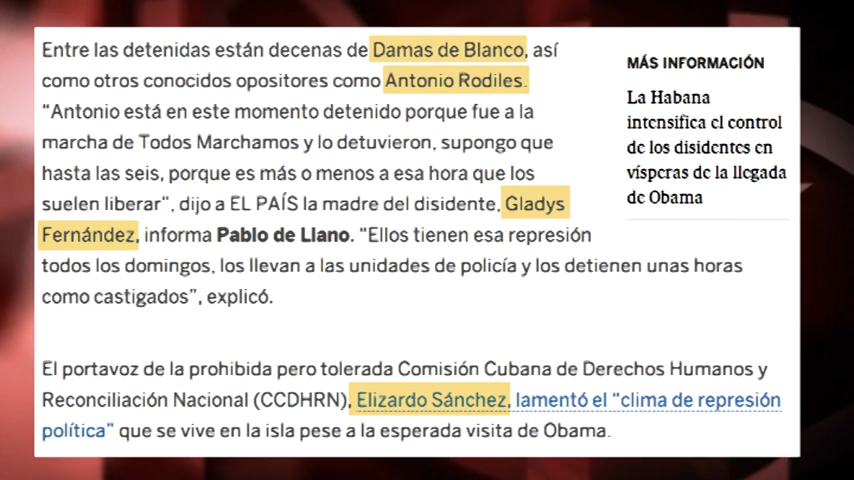 Entre las detenidas están decenas de Damas de Blanco, así
como otros conocidos opositores como Antonio Rodiles.
“Antonio está en este momento detenido porque fue a la
marcha de Todos Marchamos y lo detuvieron, supongo que
hasta las seis, porque es más o menos a esa hora que los
suelen liberar”, dijo a EL PAÍS la madre del disidente, Gladys
Fernández, informa Pablo de Llano. “Ellos tienen esa represión
todos los domingos, los llevan a las unidades de policía y los detienen unas horas
como castigados”, explicó.
El portavoz de la prohibida pero tolerada Comisión Cubana de Derechos Humanos y
Reconciliación Nacional (CCDHRN), Elizardo Sánchez, lamentó el “clima de represión
política” que se vive en la isla pese a la esperada visita de Obama.
MÁS INFORMACIÓN
La Habana
intensifica el control
de los disidentes en
vísperas de la llegada
de Obama